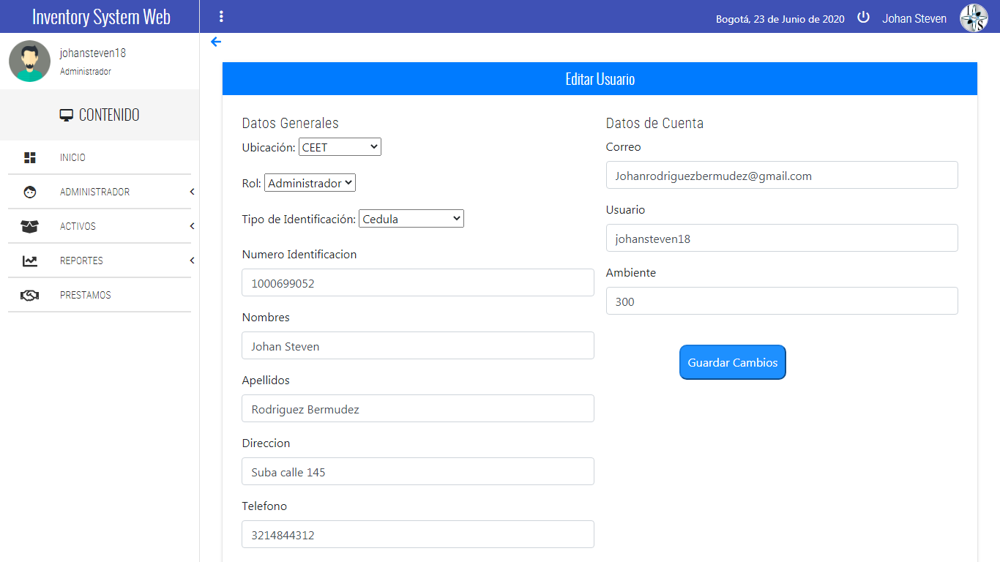 Inventory System Web
Bogotá, 23 de Junio de 2020
Johan Steven
johansteven18
Administrador
CONTENIDO
INICIO
ADMINISTRADOR
ACTIVOS
REPORTES
PRESTAMOS
Editar Usuario
Datos Generales
Ubicación: CEET
Rol: Administrador
Tipo de Identificación: Cedula
Numero Identificacion
1000699052
Nombres
Johan Steven
Apellidos
Rodriguez Bermudez
Direccion
Suba calle 145
Telefono
3214844312
Datos de Cuenta
Correo
Johanrodriguezbermudez@gmail.com
Usuario
johansteven18
Ambiente
300
Guardar Cambios